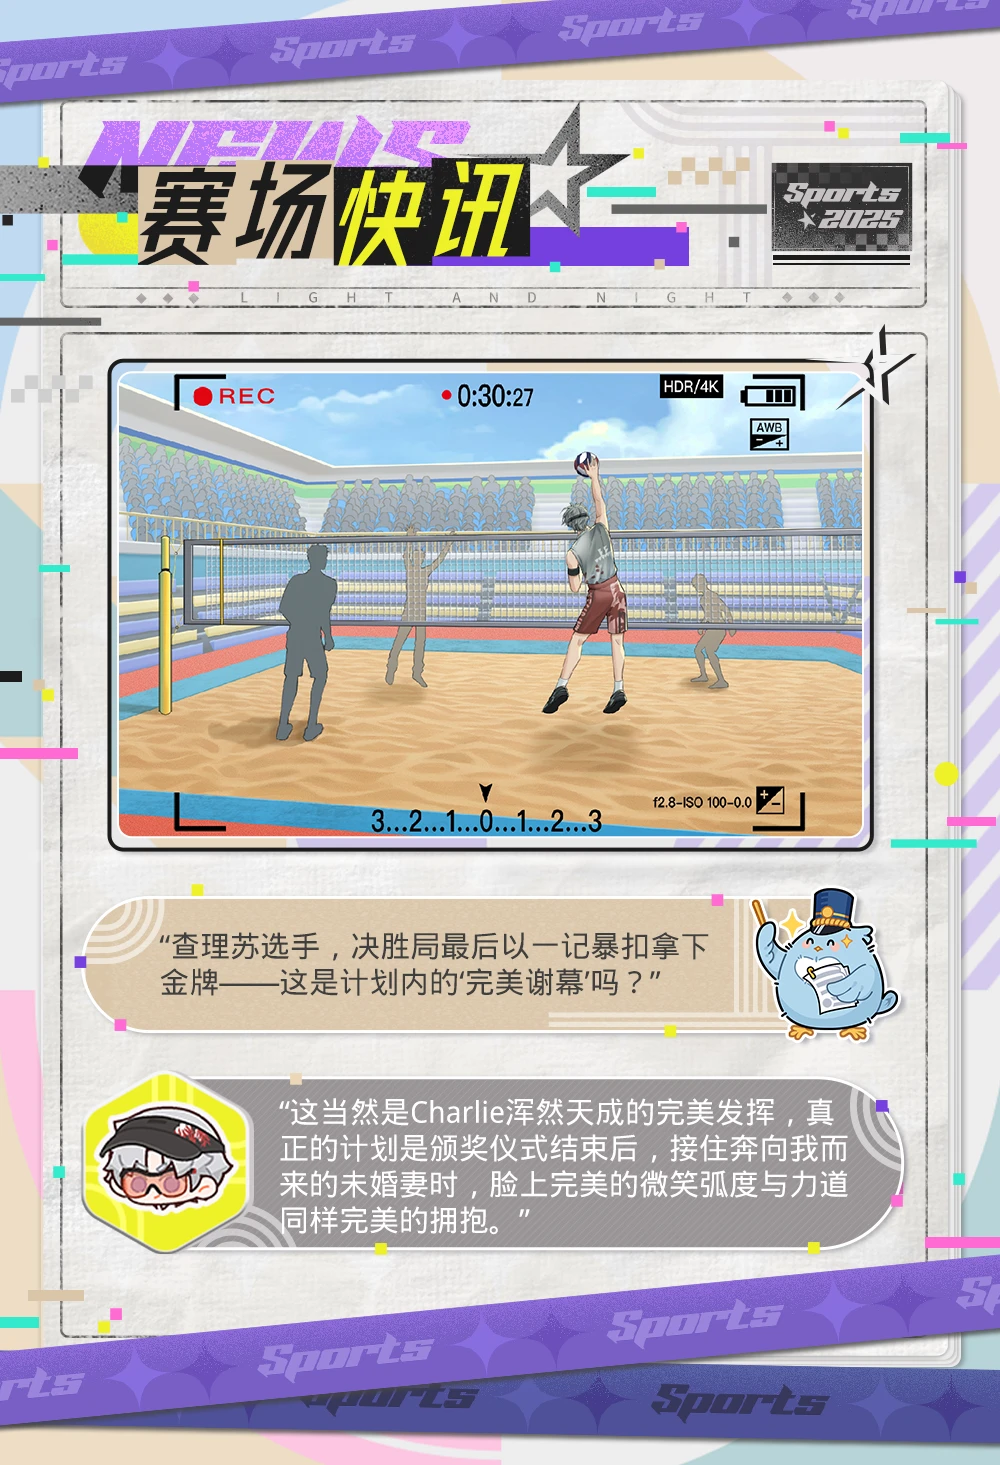 Sports Sports Sports Sports
NEWS
赛场快讯
Sports
2025
LIGHT AND NIGHT
REC
0:30:27
HDR/4K
AWB
f2.8-ISO 100-0.0
3...2...1...0...1...2...3
“查理苏选手，决胜局最后以一记暴扣拿下
金牌——这是计划内的‘完美谢幕’吗？”
“这当然是Charlie浑然天成的完美发挥，真
正的计划是颁奖仪式结束后，接住奔向我而
来的未婚妻时，脸上完美的微笑弧度与力道
同样完美的拥抱。”
rts Sports Sports Sp
Sports Sports